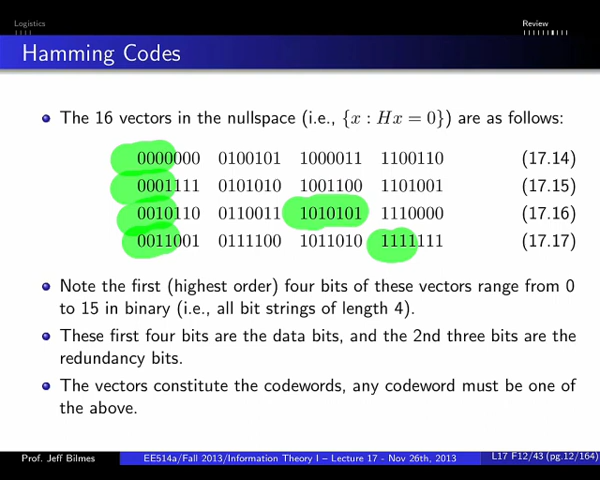 Logistics Review
Hamming Codes
The 16 vectors in the nullspace (i.e., {x : Hx = 0}) are as follows:
0000000 0100101 1000011 1100110 (17.14)
0001111 0101010 1001100 1101001 (17.15)
0010110 0110011 1010101 1110000 (17.16)
0011001 0111100 1011010 1111111 (17.17)
Note the first (highest order) four bits of these vectors range from 0
to 15 in binary (i.e., all bit strings of length 4).
These first four bits are the data bits, and the 2nd three bits are the
redundancy bits.
The vectors constitute the codewords, any codeword must be one of
the above.
Prof. Jeff Bilmes EE514a/Fall 2013/Information Theory I – Lecture 17 - Nov 26th, 2013 L17 F12/43 (pg.12/164)